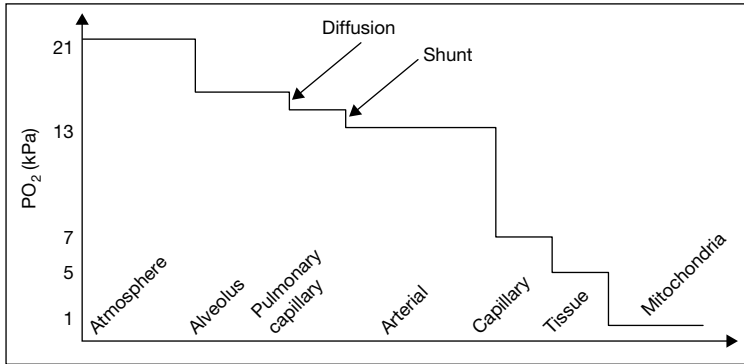 Diffusion
Shunt
21
13
7
5
1
PO₂ (kPa)
Atmosphere
Alveolus
Pulmonary
capillary
Arterial
Capillary
Tissue
Mitochondria